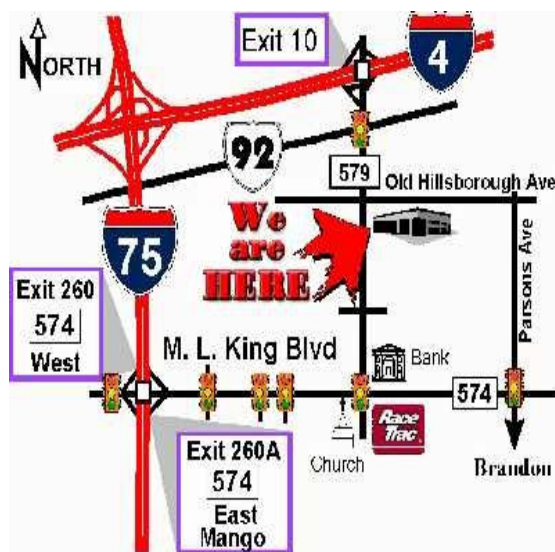 NORTH
Exit 10
4
92
579
Old Hillsborough Ave
We
are
HERE
75
Parsons Ave
Exit 260
574
West
M. L. King Blvd
Bank
574
Race
Trac
Church
Exit 260A
574
East
Mango
Brandon